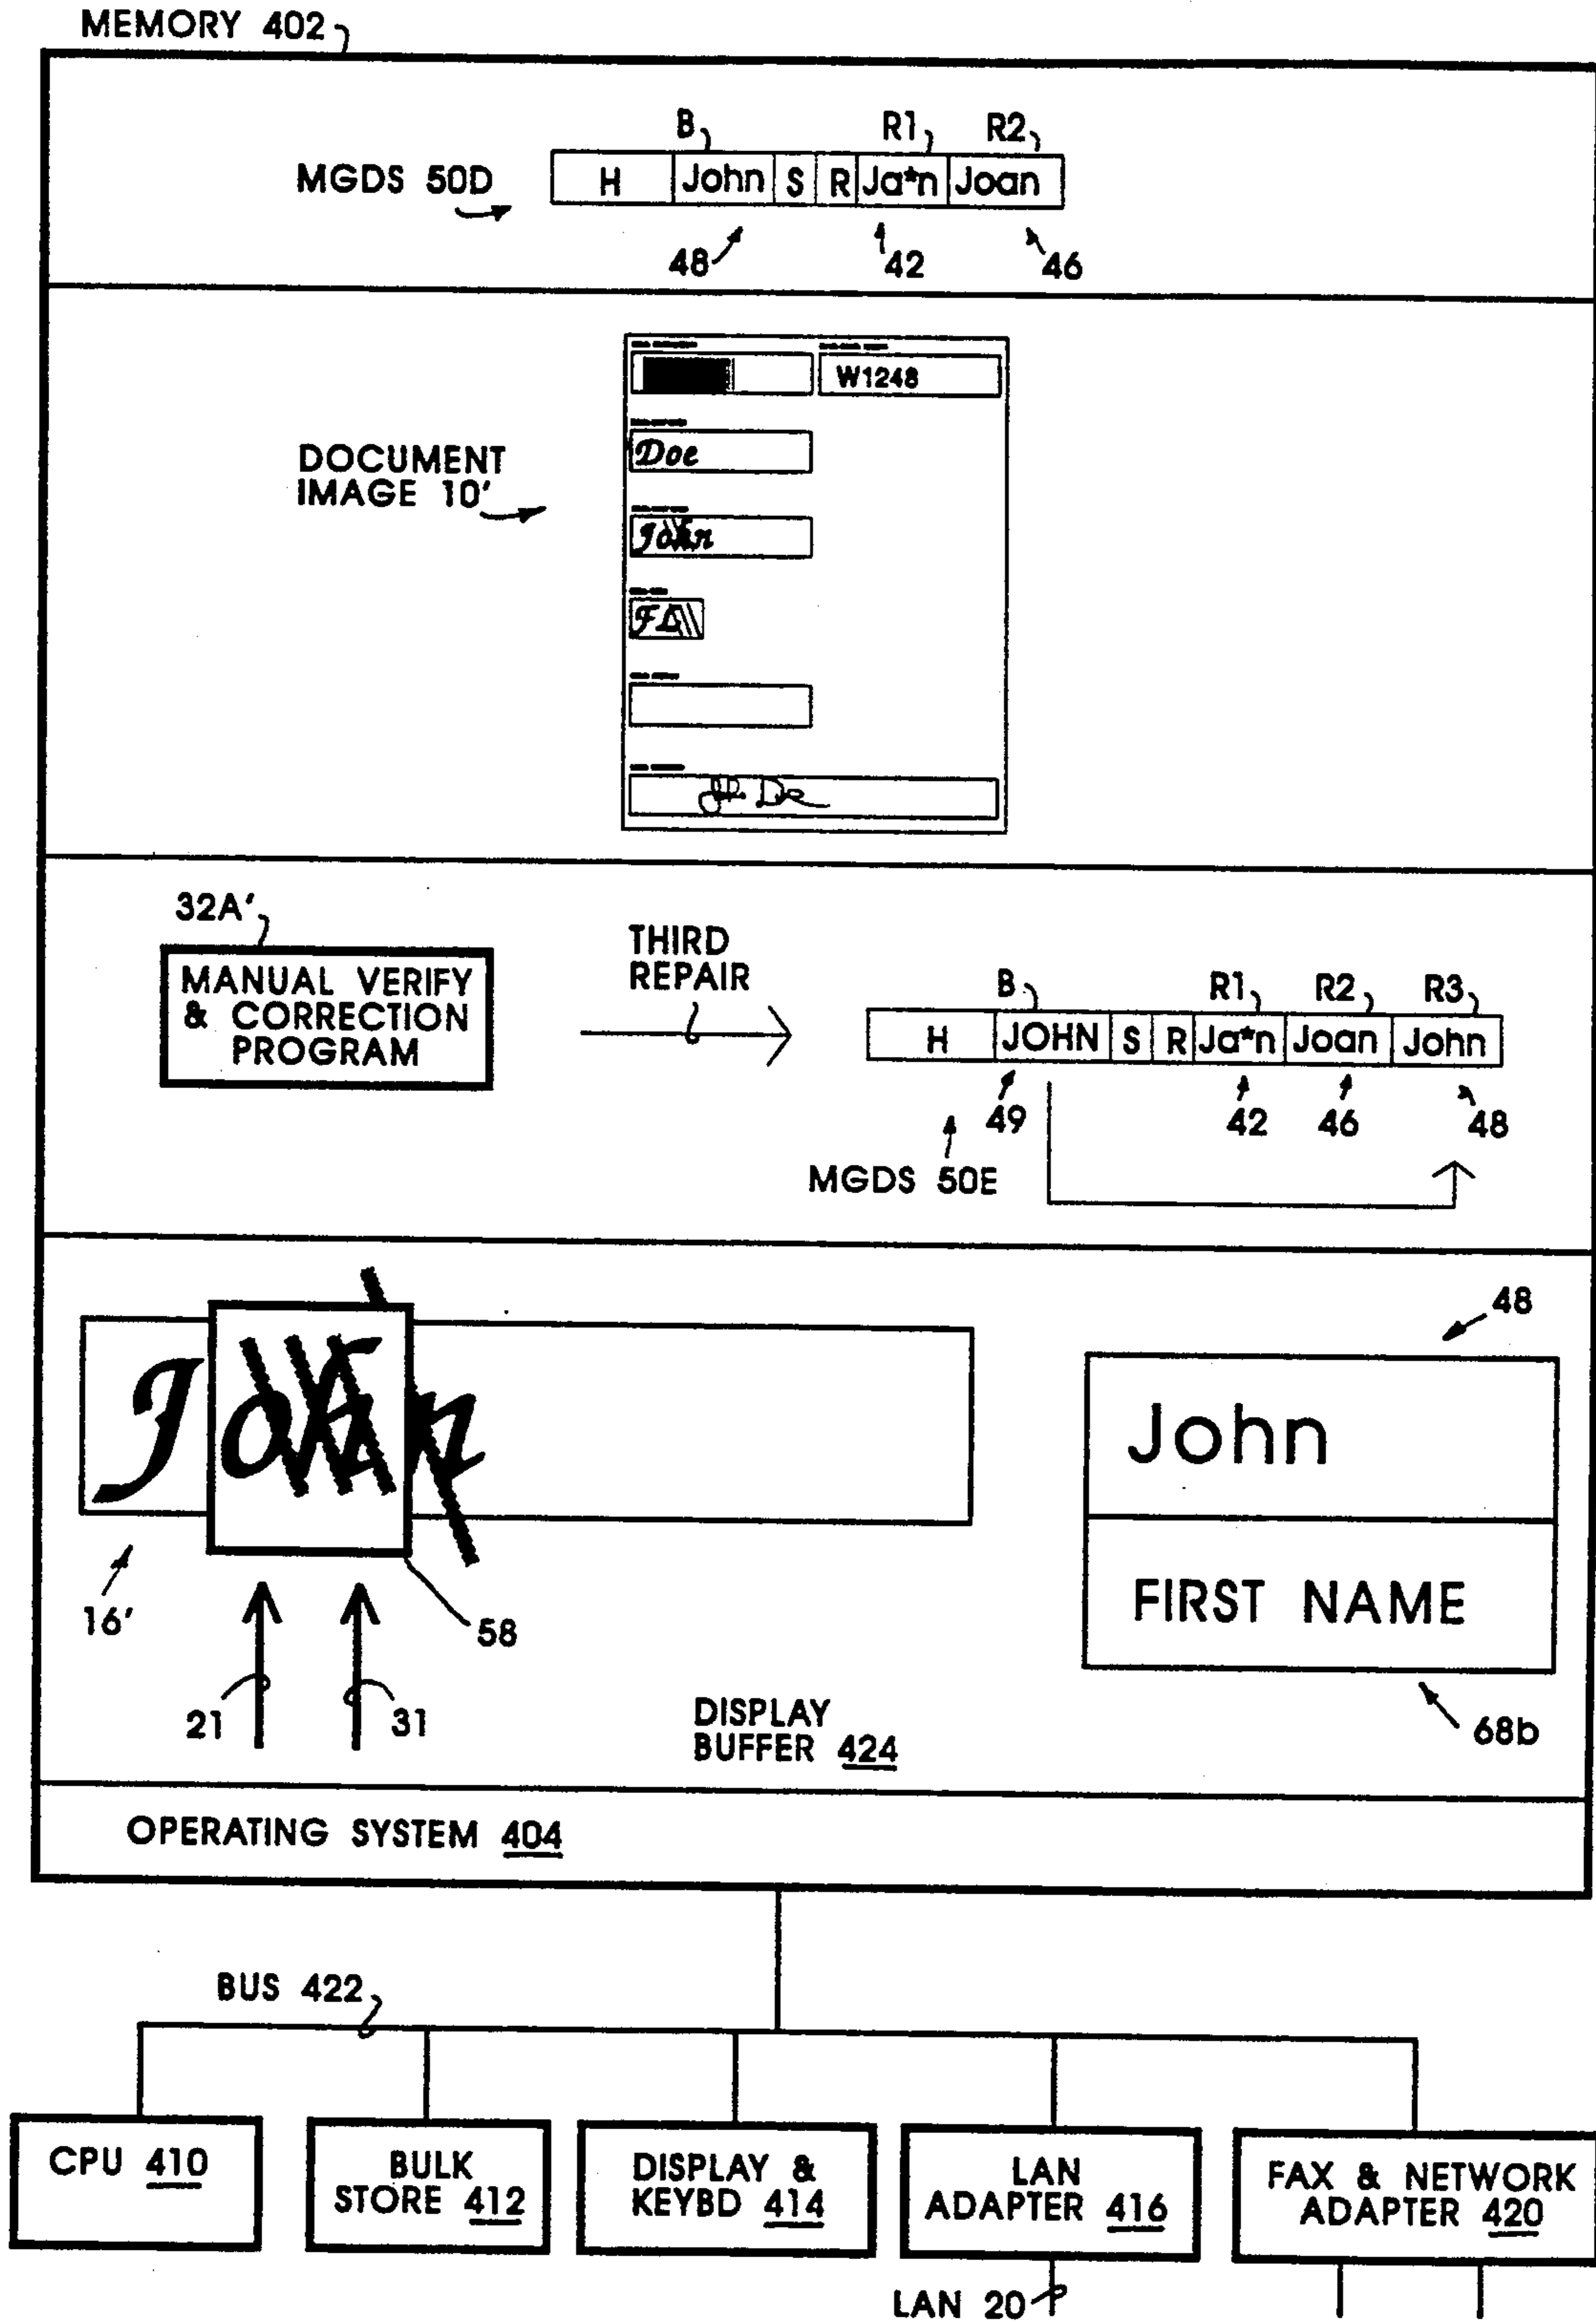 MEMORY 402
B R1 R2
MGDS 50D H John S R Ja*n Joan
48 42 46
W1248
Doe
DOCUMENT
IMAGE 10'
John
FL
32A'
MANUAL VERIFY
& CORRECTION
PROGRAM
THIRD
REPAIR
B R1 R2 R3
H JOHN S R Ja*n Joan John
49 42 46 48
MGDS 50E
48
John
John
FIRST NAME
16'
58
21 31
68b
DISPLAY
BUFFER 424
OPERATING SYSTEM 404
BUS 422
CPU 410
BULK
STORE 412
DISPLAY &
KEYBD 414
LAN
ADAPTER 416
FAX & NETWORK
ADAPTER 420
LAN 20